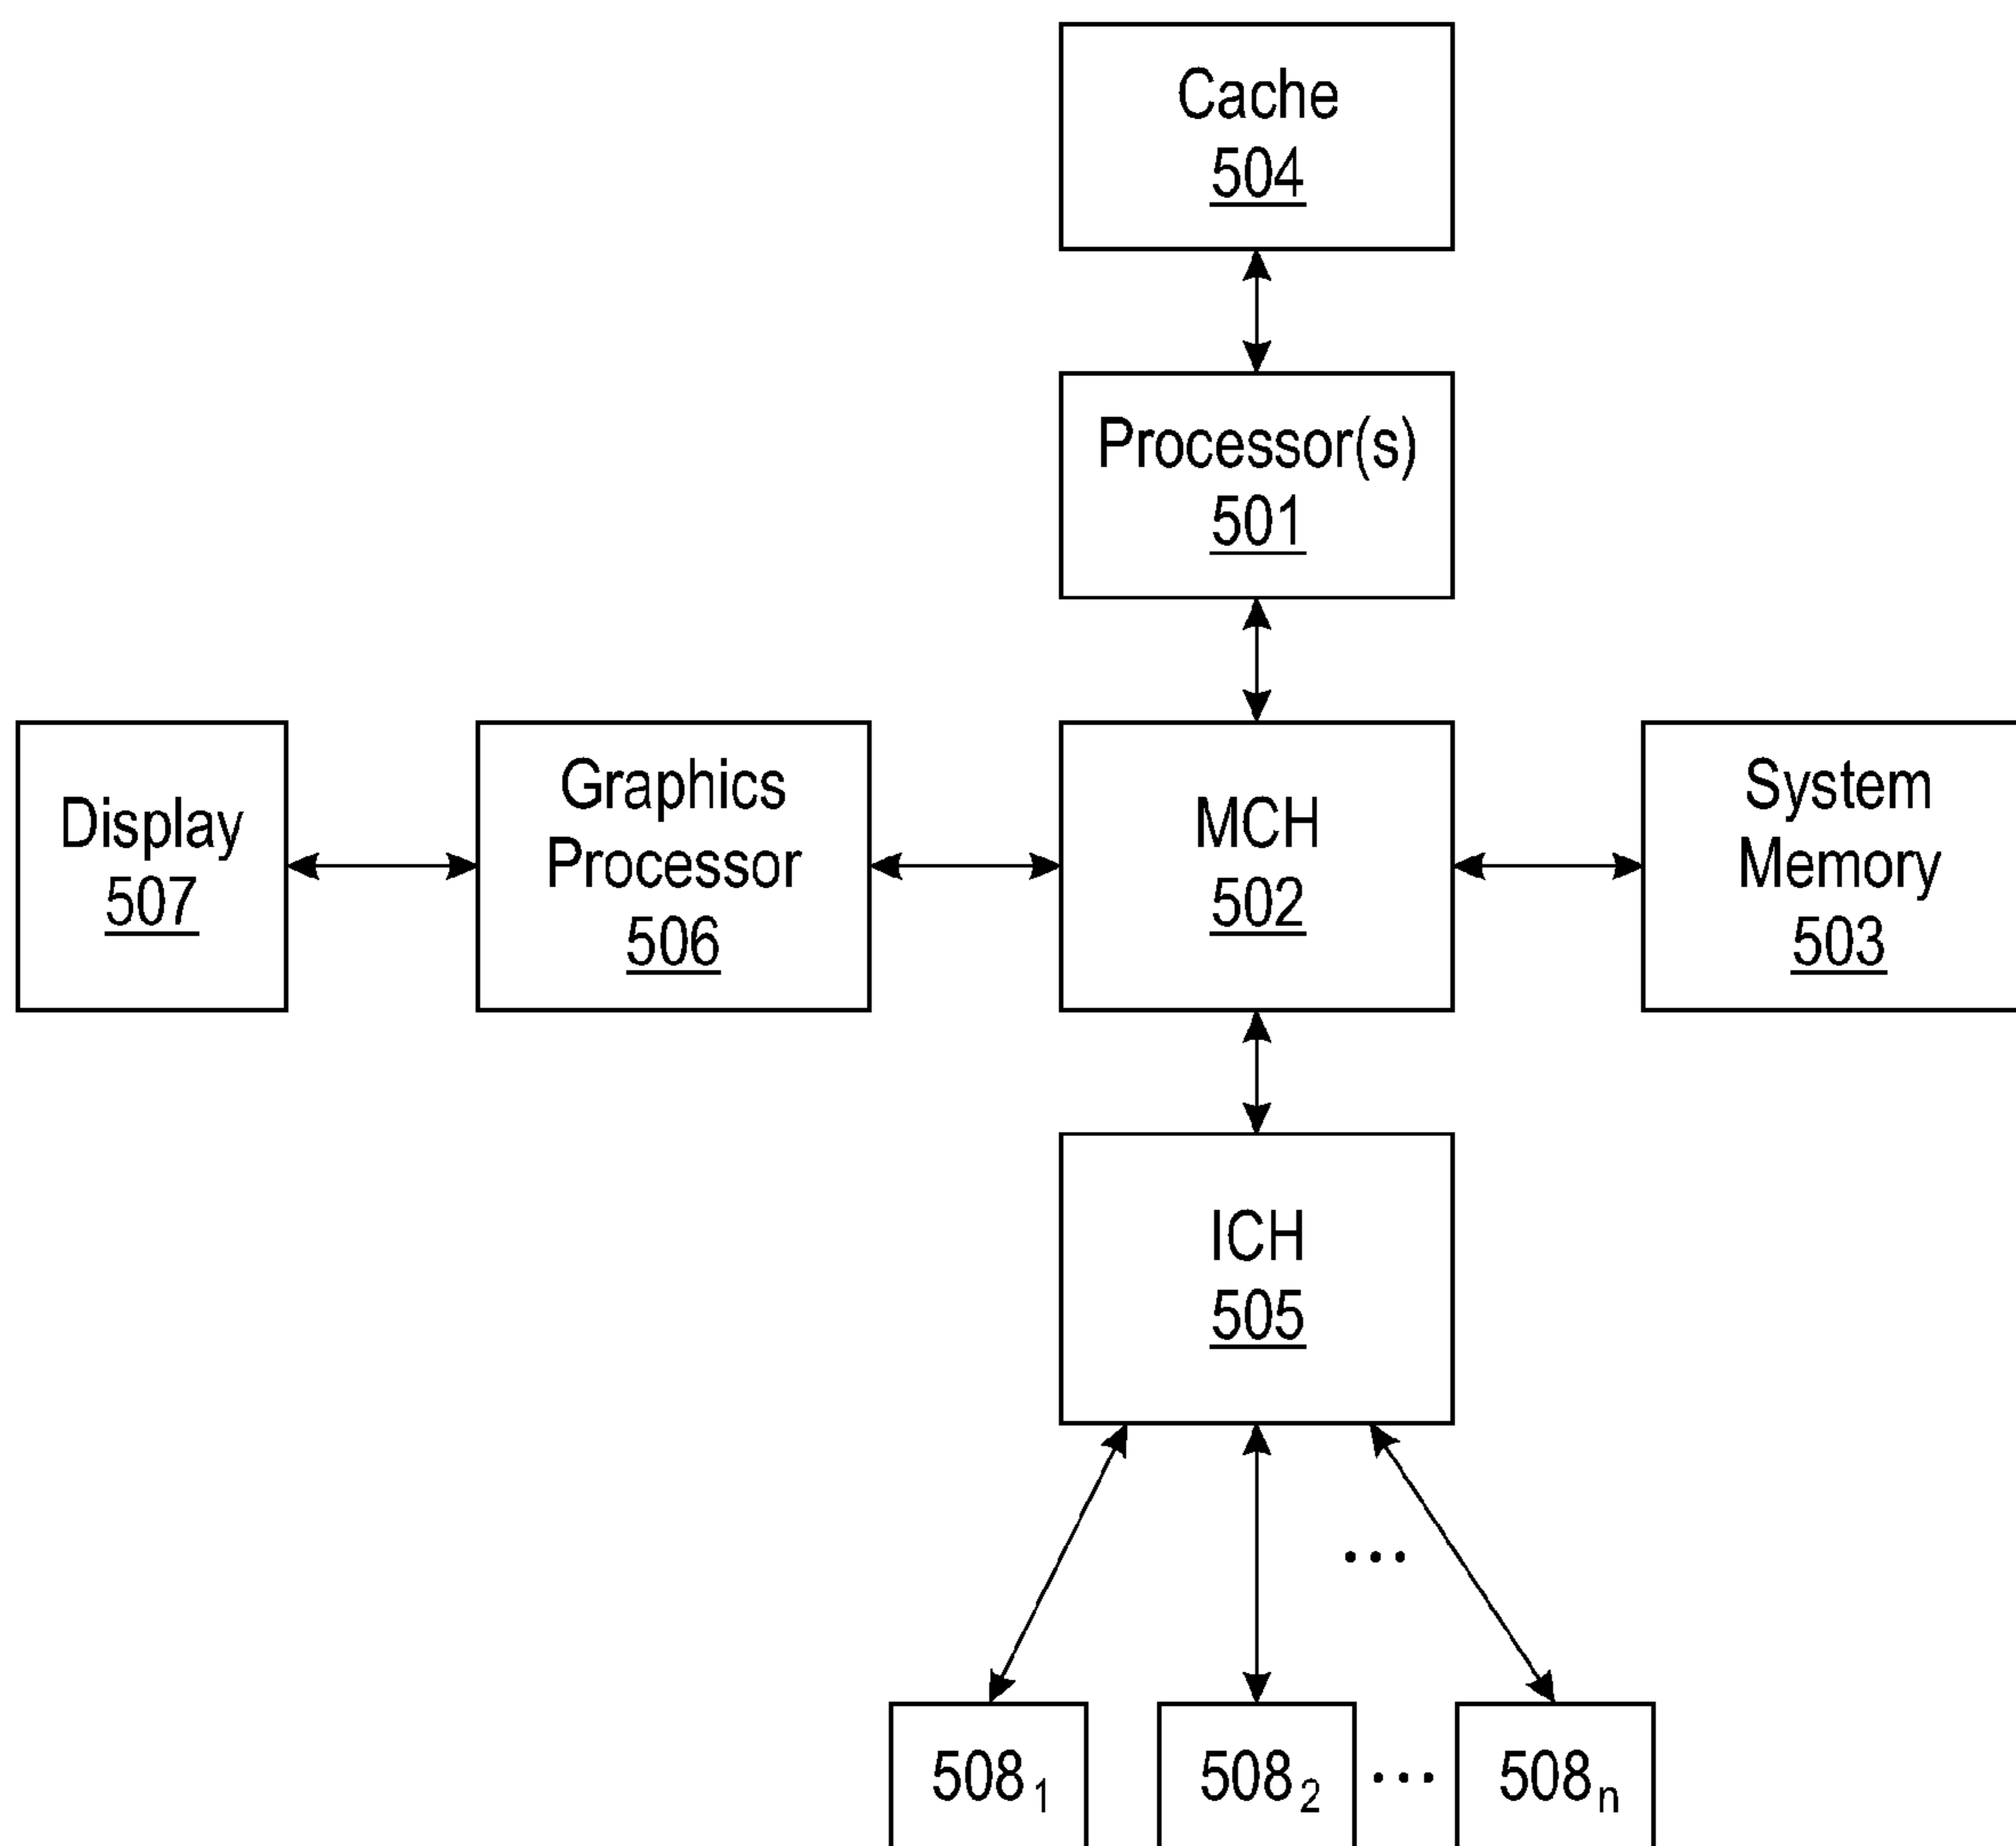 Cache
504
Processor(s)
501
Display
507
Graphics
Processor
506
MCH
502
System
Memory
503
ICH
505
...
508₁
508₂
...
508ₙ